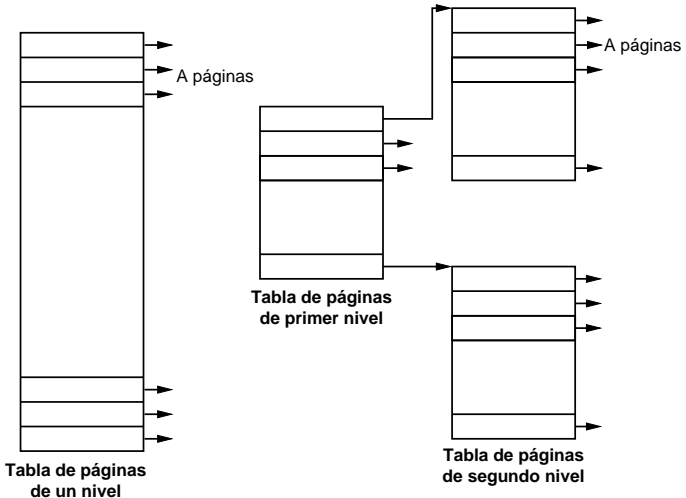 A páginas
Tabla de páginas
de un nivel
Tabla de páginas
de primer nivel
A páginas
Tabla de páginas
de segundo nivel